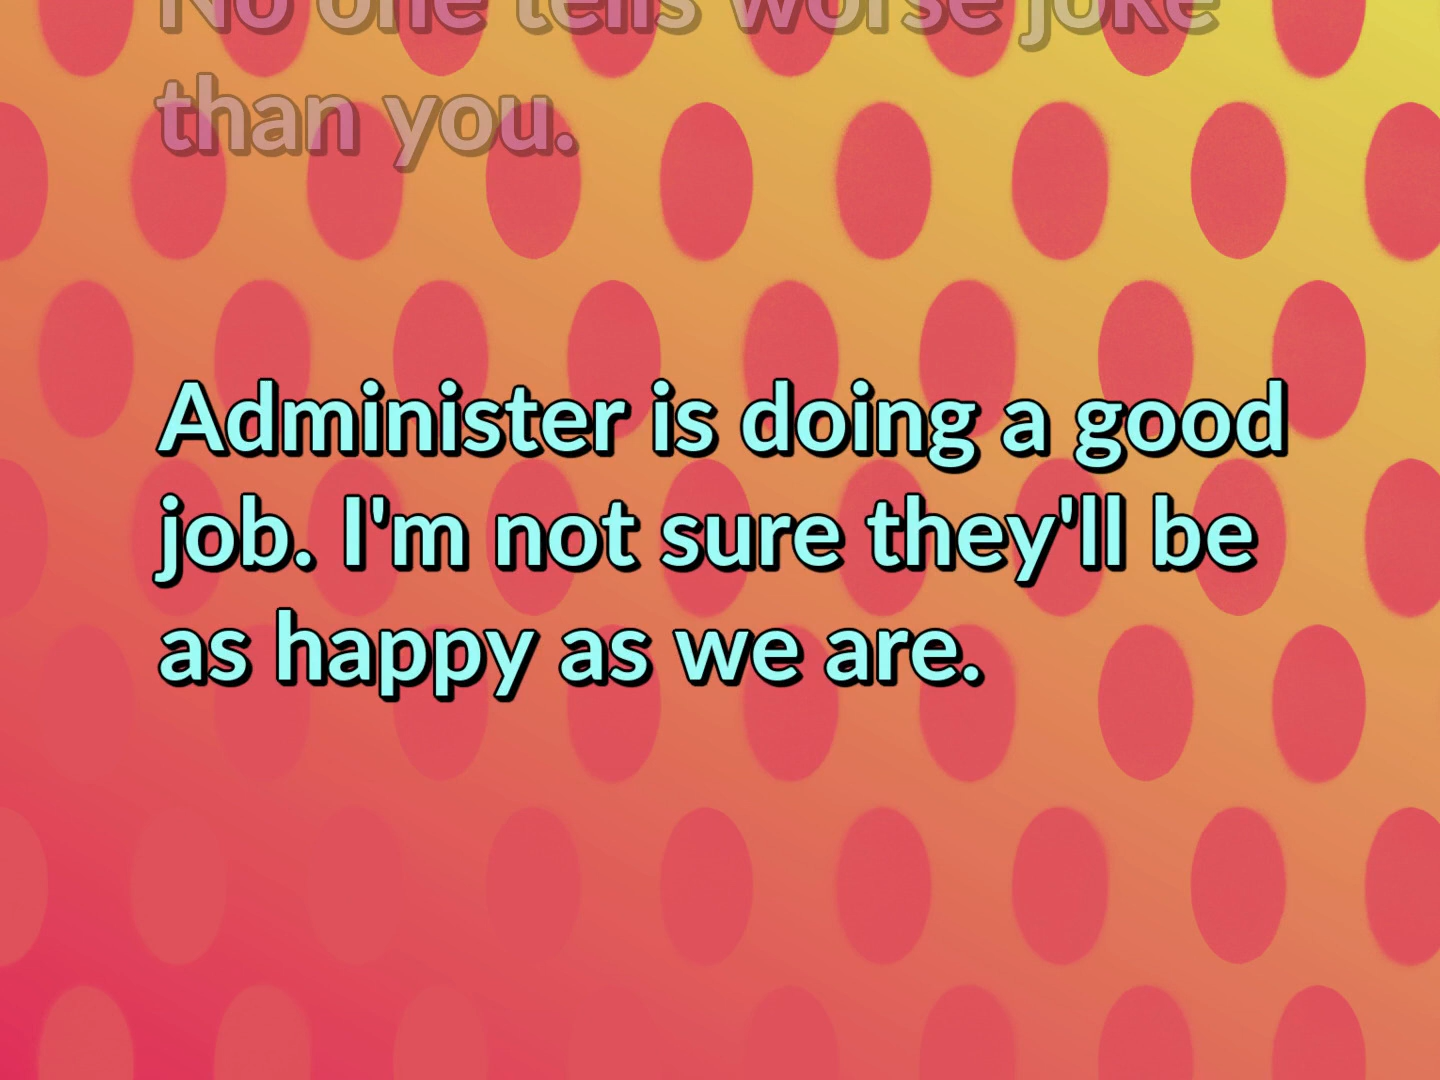 No one tells worse joke
than you.
Administer is doing a good
job. I'm not sure they'll be
as happy as we are.